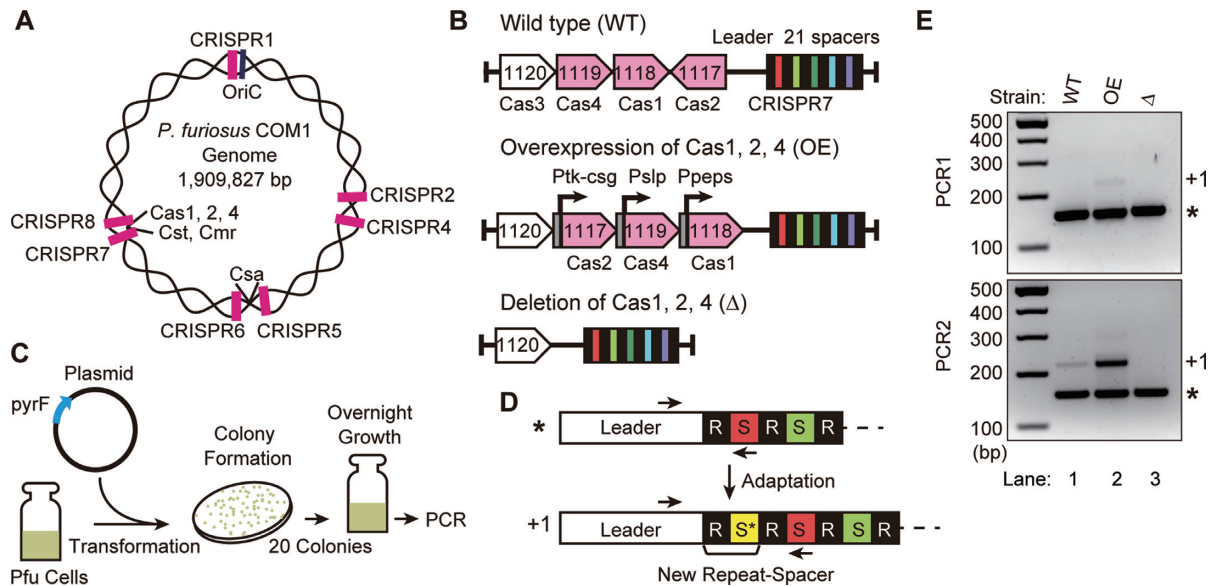 A
CRISPR1
OriC
P. furiosus COM1
Genome
1,909,827 bp
CRISPR2
CRISPR4
CRISPR8
CRISPR7
Cas1, 2, 4
Cst, Cmr
Csa
CRISPR6
CRISPR5
B
Wild type (WT)
Leader 21 spacers
1120 1119 1118 1117
Cas3 Cas4 Cas1 Cas2 CRISPR7
Overexpression of Cas1, 2, 4 (OE)
Ptk-csg Pslp Ppeps
1120 1117 1119 1118
Cas2 Cas4 Cas1
Deletion of Cas1, 2, 4 (Δ)
1120
C
Plasmid
pyrF
Colony
Formation
Overnight
Growth
PCR
Transformation
20 Colonies
Pfu Cells
D
* Leader R S R S R
Adaptation
+1 Leader R S* R S R S R
New Repeat-Spacer
E
Strain: WT OE Δ
PCR1
500
400
300
200
100
+1
*
PCR2
500
400
300
200
100
(bp)
+1
*
Lane: 1 2 3